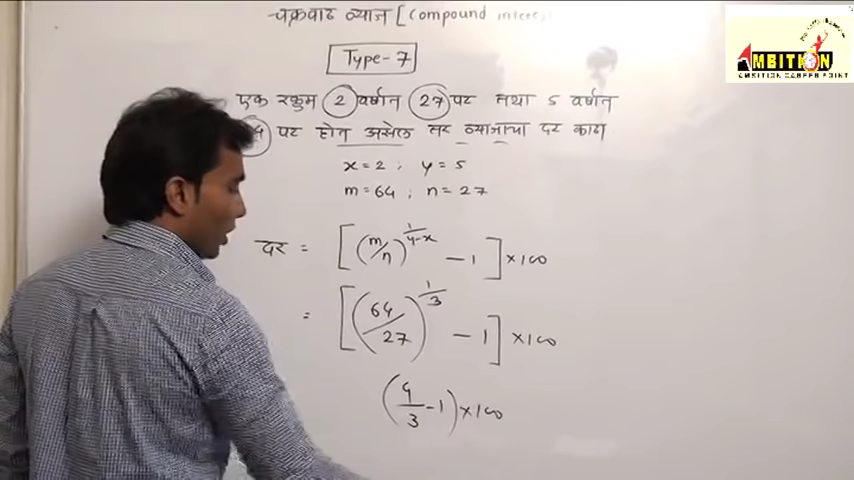 चक्रवाढ व्याज [Compound interest
Type-7
एक रक्कम 2 वर्षात 27 पट तथा 5 वर्षात
पट होत असेल तर व्याजाचा दर काढा
x=2 ; y=5
m=64 ; n=27
दर = [(m/n)^1/y-x - 1] × 100
= [(64/27)^1/3 - 1] × 100
(4/3 - 1) × 100
AMBITION
AMBITION CAREER POINT